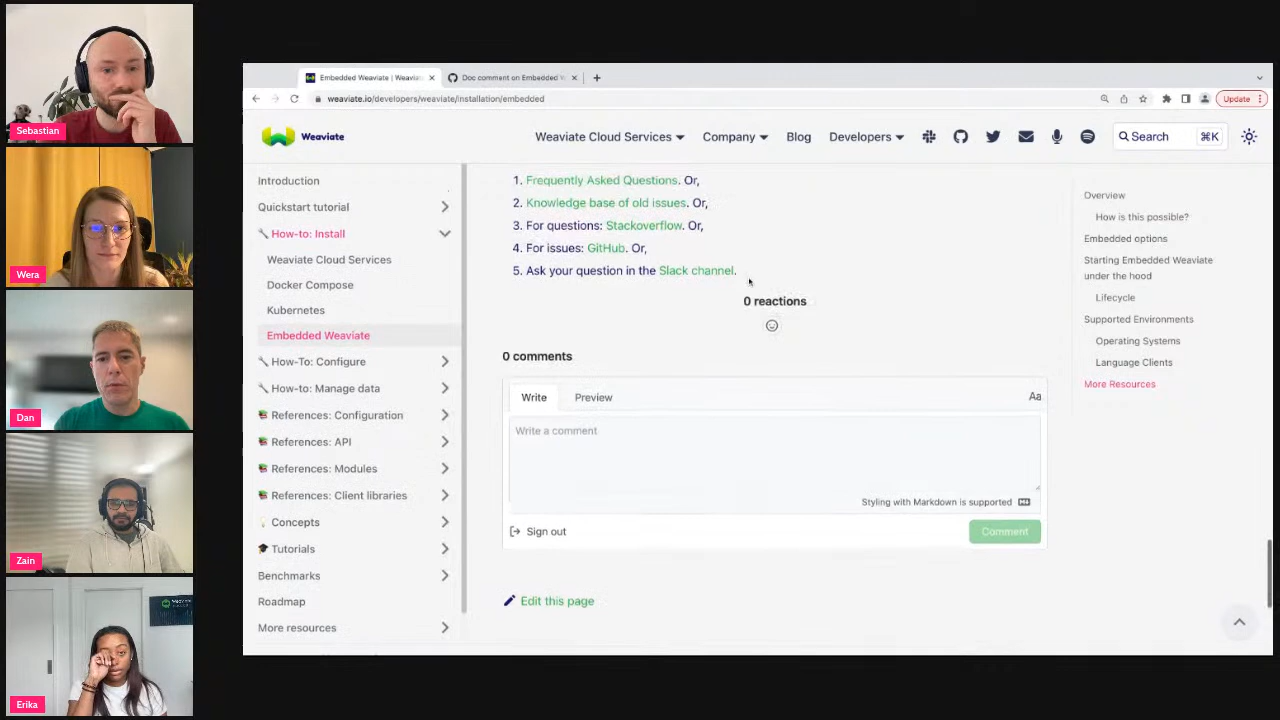 Sebastian
Wera
Dan
Zain
Erika
Embedded Weaviate | Weaviat
Doc comment on Embedded W
weaviate.io/developers/weaviate/installation/embedded
Update
Weaviate
Weaviate Cloud Services
Company
Blog
Developers
Search
⌘K
Introduction
Quickstart tutorial
How-to: Install
Weaviate Cloud Services
Docker Compose
Kubernetes
Embedded Weaviate
How-To: Configure
How-to: Manage data
References: Configuration
References: API
References: Modules
References: Client libraries
Concepts
Tutorials
Benchmarks
Roadmap
More resources
1. Frequently Asked Questions. Or,
2. Knowledge base of old issues. Or,
3. For questions: Stackoverflow. Or,
4. For issues: GitHub. Or,
5. Ask your question in the Slack channel.
0 reactions
0 comments
Write
Preview
Aa
Write a comment
Styling with Markdown is supported
Sign out
Comment
Edit this page
Overview
How is this possible?
Embedded options
Starting Embedded Weaviate
under the hood
Lifecycle
Supported Environments
Operating Systems
Language Clients
More Resources